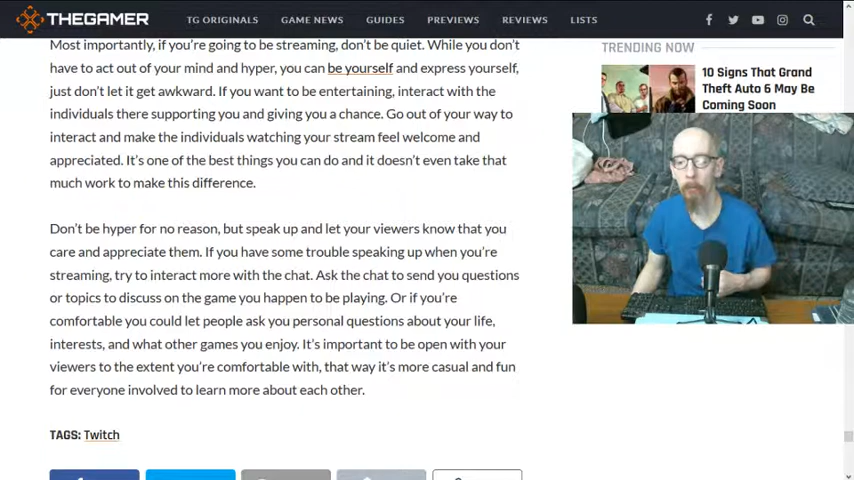 THEGAMER
TG ORIGINALS
GAME NEWS
GUIDES
PREVIEWS
REVIEWS
LISTS
Most importantly, if you’re going to be streaming, don’t be quiet. While you don’t
have to act out of your mind and hyper, you can be yourself and express yourself,
just don’t let it get awkward. If you want to be entertaining, interact with the
individuals there supporting you and giving you a chance. Go out of your way to
interact and make the individuals watching your stream feel welcome and
appreciated. It’s one of the best things you can do and it doesn’t even take that
much work to make this difference.
Don’t be hyper for no reason, but speak up and let your viewers know that you
care and appreciate them. If you have some trouble speaking up when you’re
streaming, try to interact more with the chat. Ask the chat to send you questions
or topics to discuss on the game you happen to be playing. Or if you’re
comfortable you could let people ask you personal questions about your life,
interests, and what other games you enjoy. It’s important to be open with your
viewers to the extent you’re comfortable with, that way it’s more casual and fun
for everyone involved to learn more about each other.
TAGS: Twitch
TRENDING NOW
10 Signs That Grand
Theft Auto 6 May Be
Coming Soon